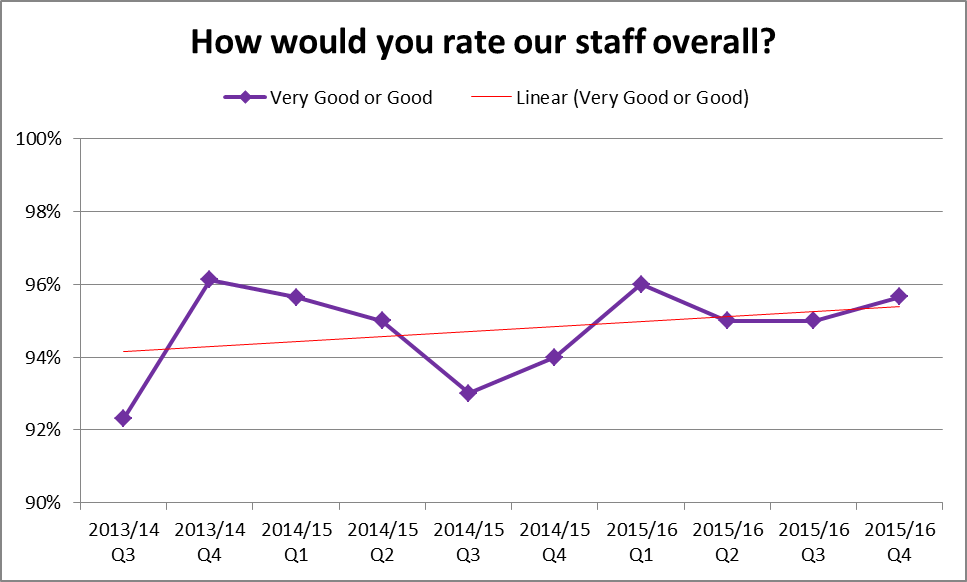 How would you rate our staff overall?
Very Good or Good
Linear (Very Good or Good)
100%
98%
96%
94%
92%
90%
2013/14 2013/14 2014/15 2014/15 2014/15 2014/15 2015/16 2015/16 2015/16 2015/16
Q3 Q4 Q1 Q2 Q3 Q4 Q1 Q2 Q3 Q4